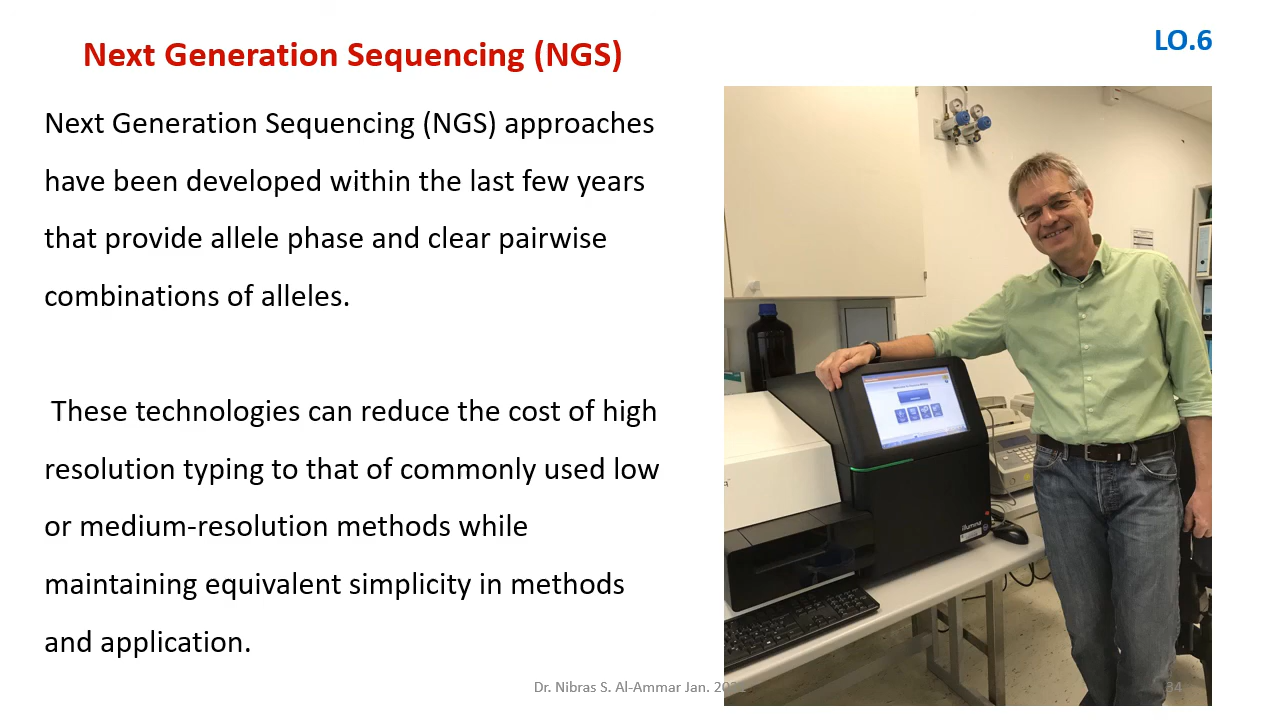 Next Generation Sequencing (NGS)
LO.6
Next Generation Sequencing (NGS) approaches
have been developed within the last few years
that provide allele phase and clear pairwise
combinations of alleles.
These technologies can reduce the cost of high
resolution typing to that of commonly used low
or medium-resolution methods while
maintaining equivalent simplicity in methods
and application.
illumina
Dr. Nibras S. Al-Ammar Jan.
34